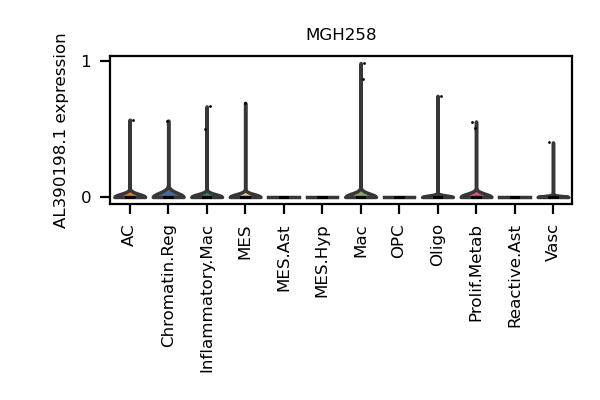 MGH258
AL390198.1 expression
1
0
AC
Chromatin.Reg
Inflammatory.Mac
MES
MES.Ast
MES.Hyp
Mac
OPC
Oligo
Prolif.Metab
Reactive.Ast
Vasc